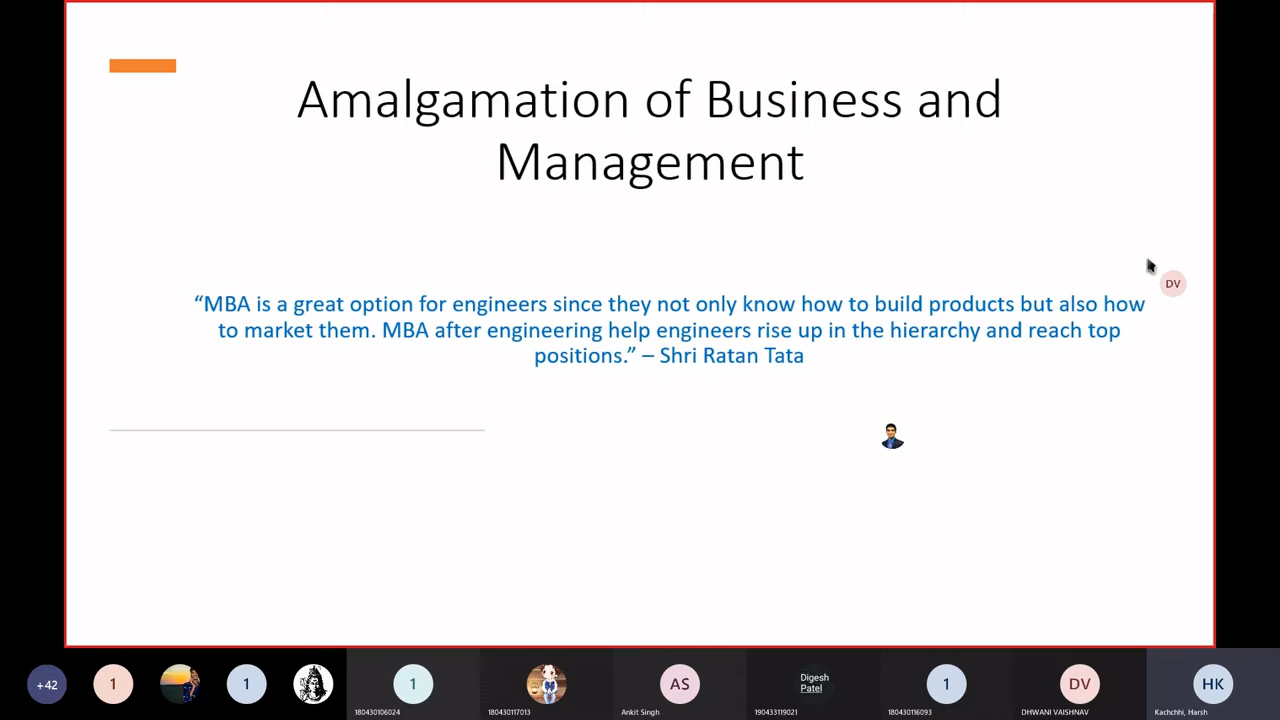 Amalgamation of Business and
Management
DV
“MBA is a great option for engineers since they not only know how to build products but also how
to market them. MBA after engineering help engineers rise up in the hierarchy and reach top
positions.” – Shri Ratan Tata
+42
1
1
1
AS
Digesh
Patel
1
DV
HK
180430106024
180430117013
Ankit Singh
190433119021
180430116093
DHWANI VAISHNAV
Kachchhi, Harsh